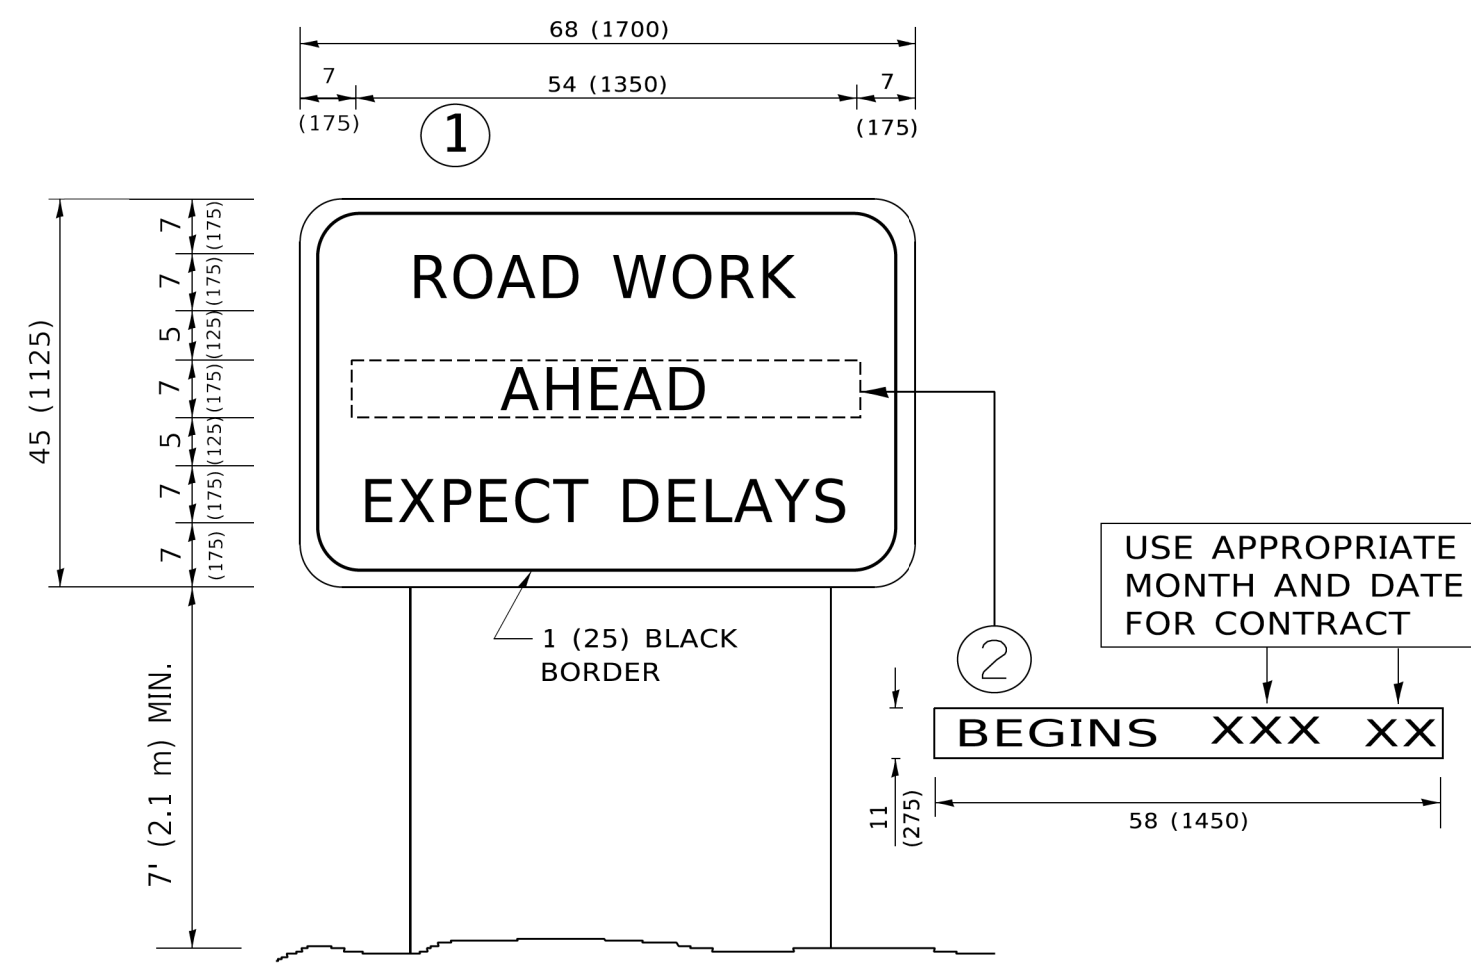 68 (1700)
7
54 (1350)
7
(175)
(175)
1
7
(175)
7
(175)
5
(125)
7
(175)
5
(125)
7
(175)
7
(175)
45 (1125)
ROAD WORK
AHEAD
EXPECT DELAYS
1 (25) BLACK
BORDER
7' (2.1 m) MIN.
USE APPROPRIATE
MONTH AND DATE
FOR CONTRACT
2
BEGINS XXX XX
11
(275)
58 (1450)